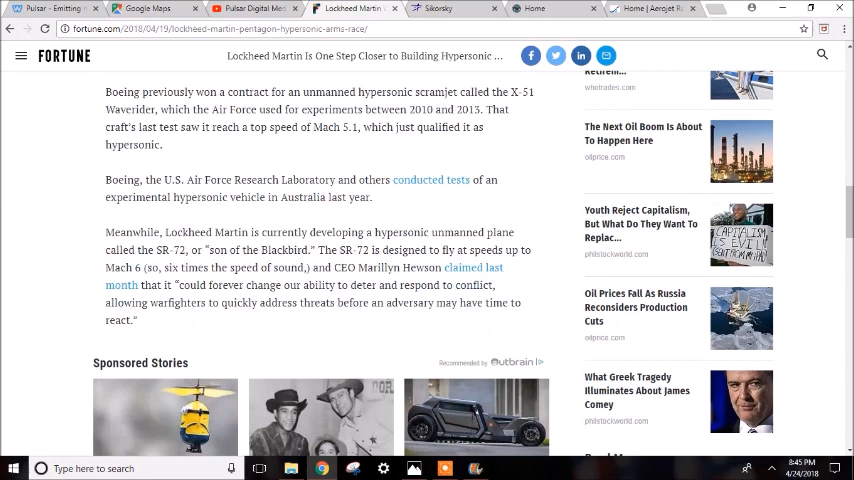 Pulsar - Emitting r
Google Maps
Pulsar Digital Med
Lockheed Martin
Sikorsky
Home
Home | Aerojet Ro
fortune.com/2018/04/19/lockheed-martin-pentagon-hypersonic-arms-race/
FORTUNE
Lockheed Martin Is One Step Closer to Building Hypersonic ...
Boeing previously won a contract for an unmanned hypersonic scramjet called the X-51
Waverider, which the Air Force used for experiments between 2010 and 2013. That
craft's last test saw it reach a top speed of Mach 5.1, which just qualified it as
hypersonic.
Boeing, the U.S. Air Force Research Laboratory and others conducted tests of an
experimental hypersonic vehicle in Australia last year.
Meanwhile, Lockheed Martin is currently developing a hypersonic unmanned plane
called the SR-72, or “son of the Blackbird.” The SR-72 is designed to fly at speeds up to
Mach 6 (so, six times the speed of sound,) and CEO Marillyn Hewson claimed last
month that it “could forever change our ability to deter and respond to conflict,
allowing warfighters to quickly address threats before an adversary may have time to
react.”
Sponsored Stories
Recommended by Outbrain
Retirem...
whotrades.com
The Next Oil Boom Is About
To Happen Here
oilprice.com
Youth Reject Capitalism,
But What Do They Want To
Replac...
philstockworld.com
CAPITALISM
IS EVIL
Oil Prices Fall As Russia
Reconsiders Production
Cuts
oilprice.com
What Greek Tragedy
Illuminates About James
Comey
philstockworld.com
Type here to search
8:45 PM
4/24/2018